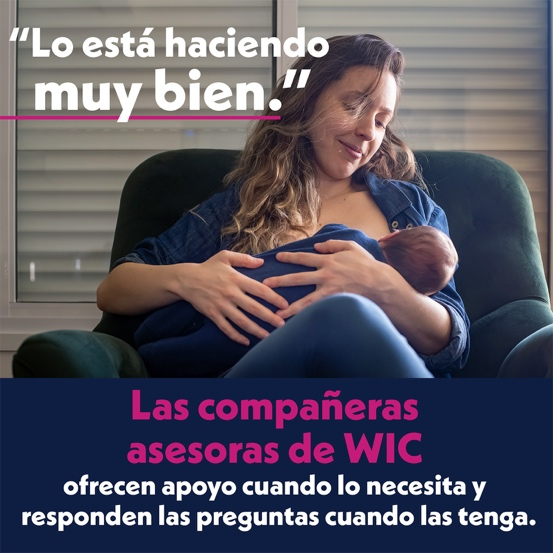 “Lo está haciendo
muy bien.”
Las compañeras
asesoras de WIC
ofrecen apoyo cuando lo necesita y
responden las preguntas cuando las tenga.